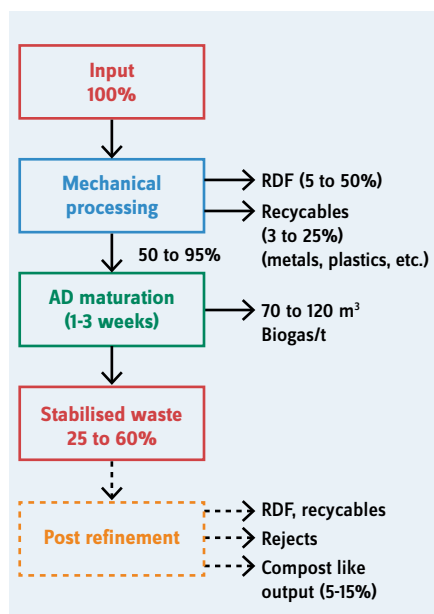 Input
100%
Mechanical
processing
RDF (5 to 50%)
Recycables
(3 to 25%)
(metals, plastics, etc.)
50 to 95%
AD maturation
(1-3 weeks)
70 to 120 m³
Biogas/t
Stabilised waste
25 to 60%
Post refinement
RDF, recycables
Rejects
Compost like
output (5-15%)